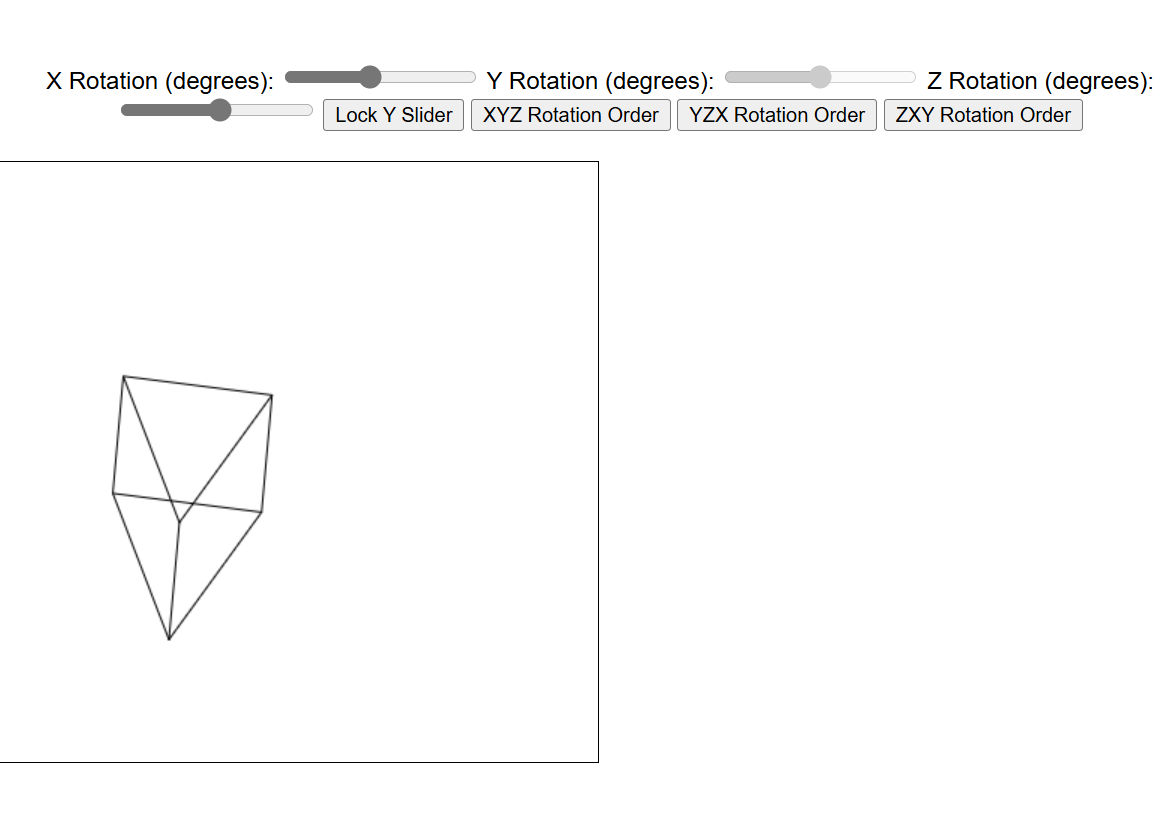 X Rotation (degrees): Y Rotation (degrees): Z Rotation (degrees):
Lock Y Slider XYZ Rotation Order YZX Rotation Order ZXY Rotation Order